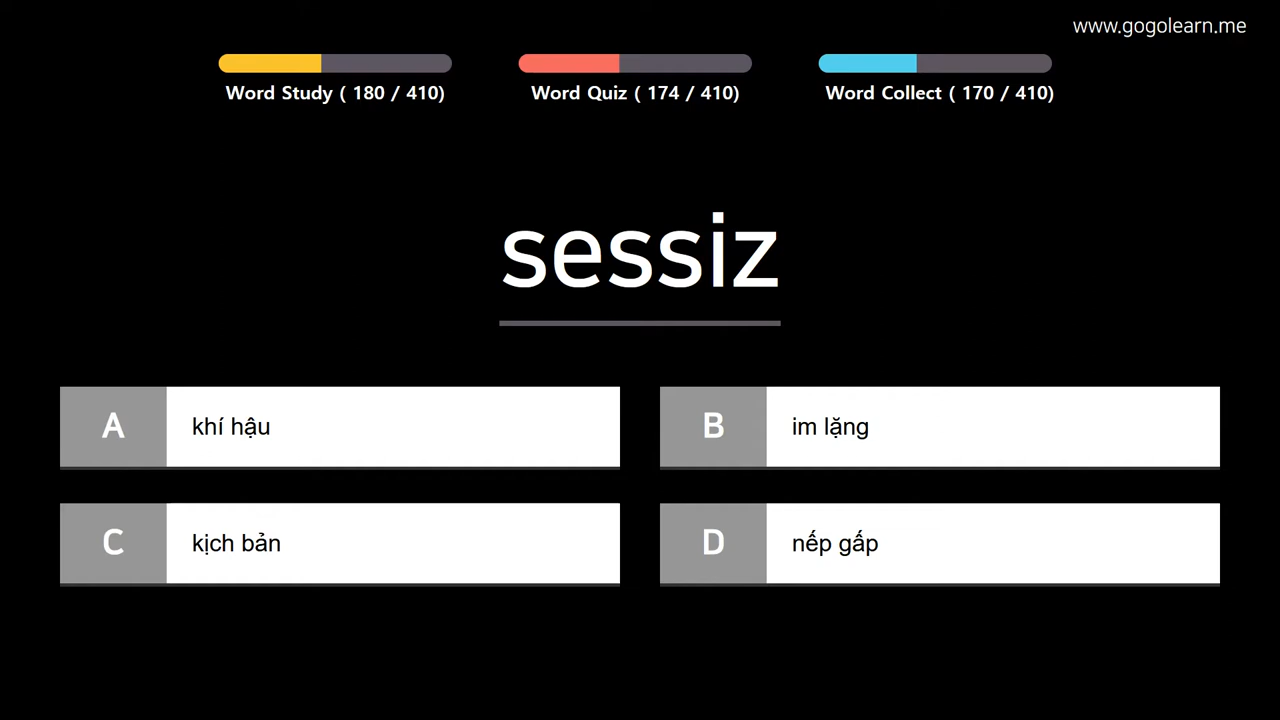 www.gogolearn.me
Word Study ( 180 / 410)
Word Quiz ( 174 / 410)
Word Collect ( 170 / 410)
sessiz
A khí hậu
B im lặng
C kịch bản
D nếp gấp